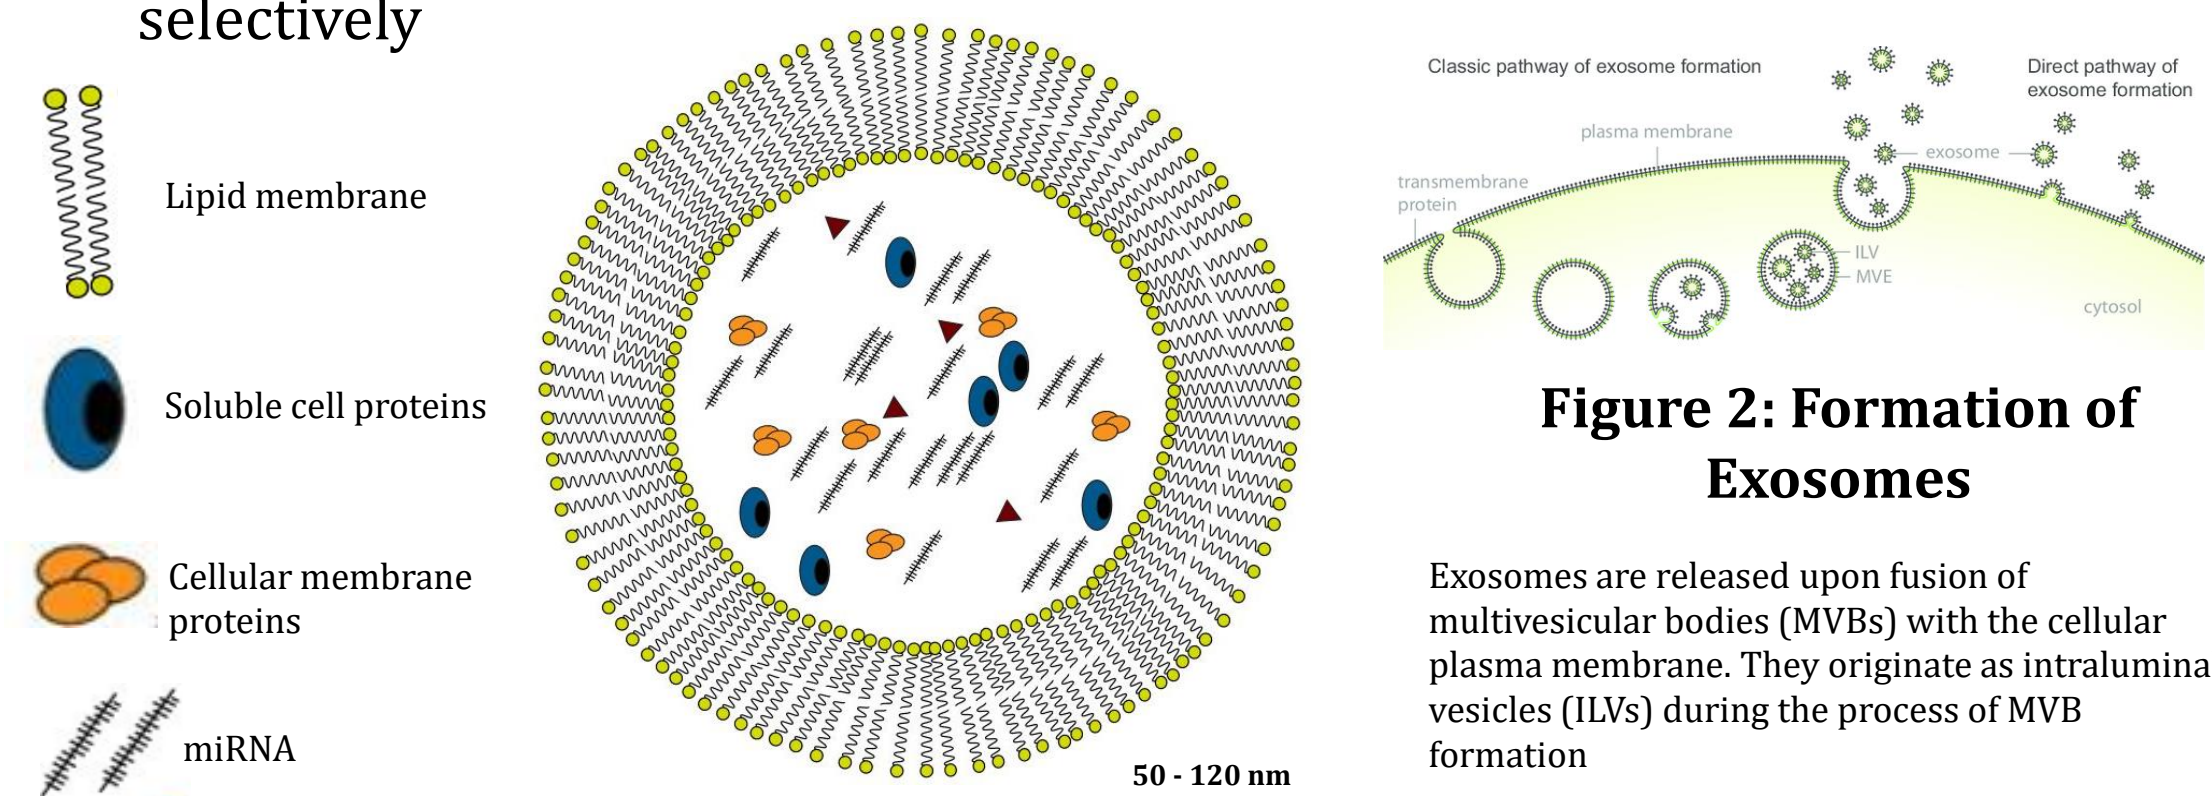 selectively
Lipid membrane
Soluble cell proteins
Cellular membrane
proteins
miRNA
50 - 120 nm
Classic pathway of exosome formation
Direct pathway of
exosome formation
plasma membrane
exosome
transmembrane
protein
ILV
MVE
cytosol
Figure 2: Formation of
Exosomes
Exosomes are released upon fusion of
multivesicular bodies (MVBs) with the cellular
plasma membrane. They originate as intralumina
vesicles (ILVs) during the process of MVB
formation